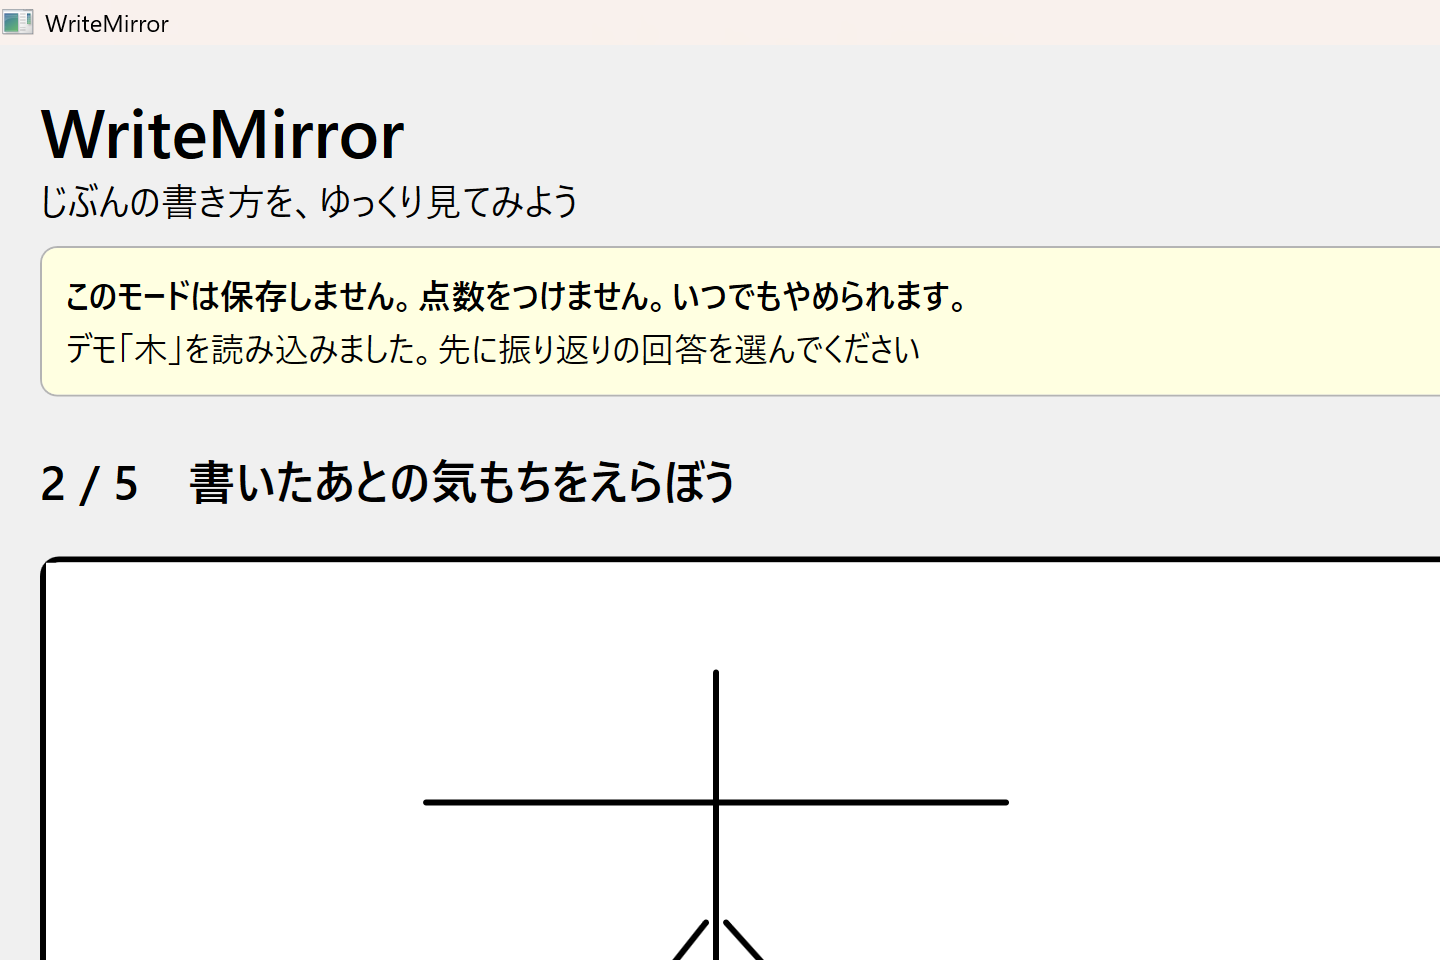 WriteMirror
WriteMirror
じぶんの書き方を、ゆっくり見てみよう
このモードは保存しません。点数をつけません。いつでもやめられます。
デモ「木」を読み込みました。先に振り返りの回答を選んでください
2 / 5　書いたあとの気もちをえらぼう